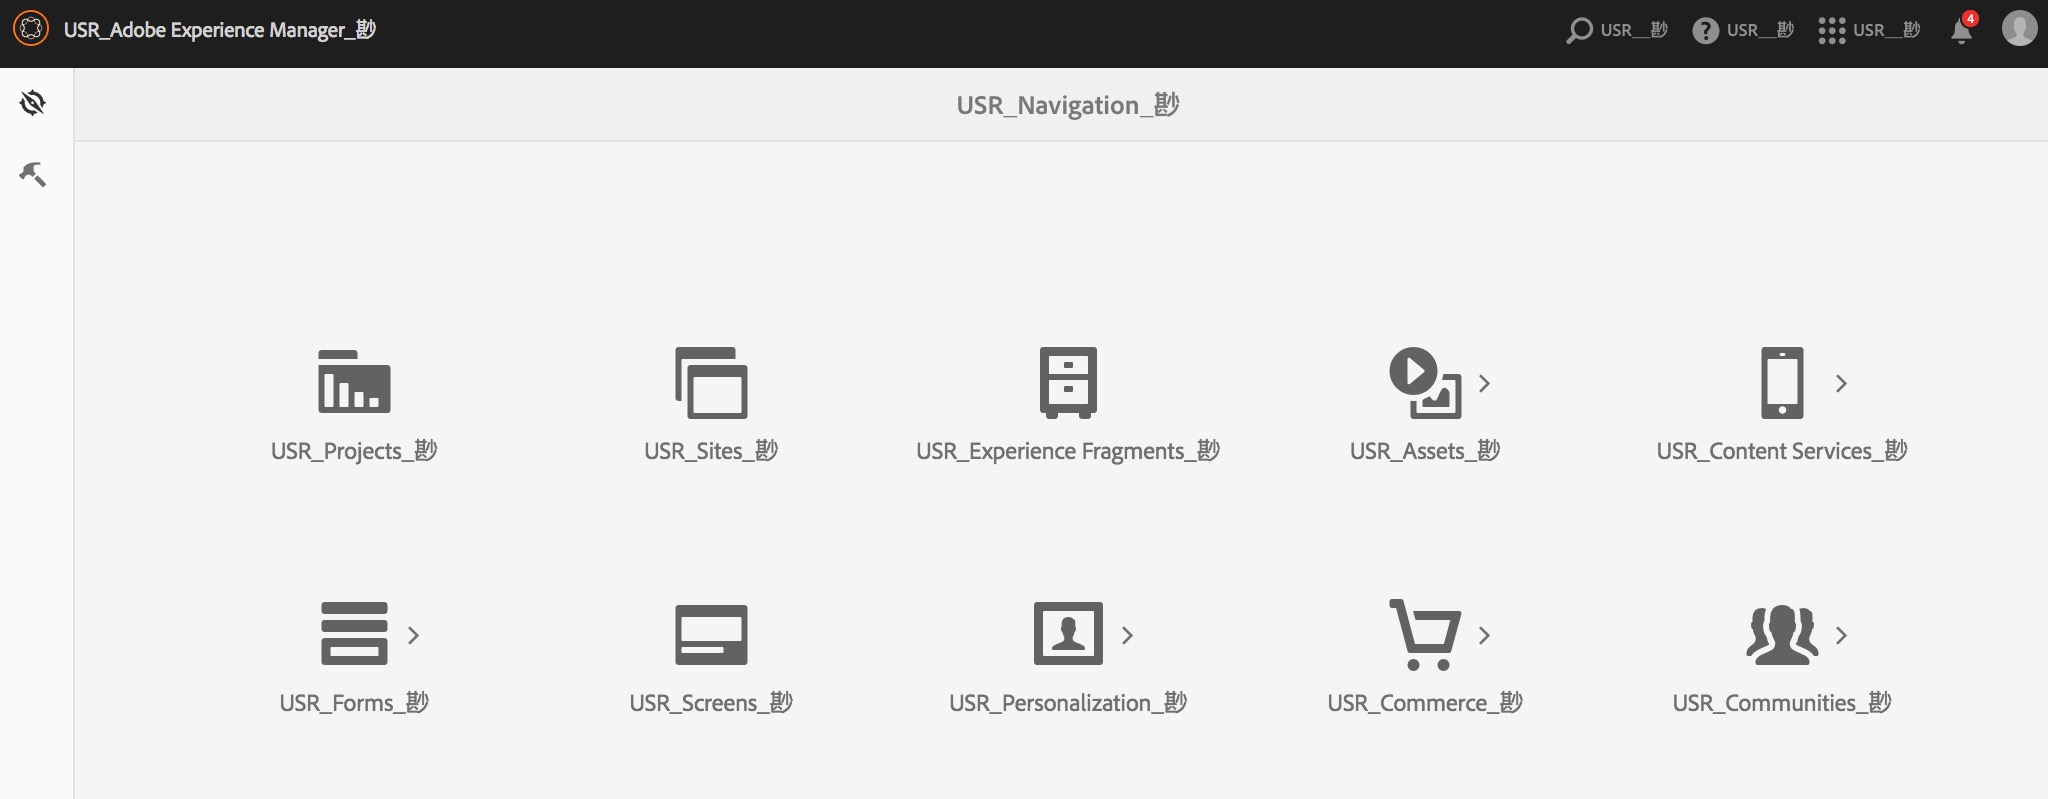 USR_Adobe Experience Manager_尠
USR__尠
USR__尠
USR__尠
4
USR_Navigation_尠
USR_Projects_尠
USR_Sites_尠
USR_Experience Fragments_尠
USR_Assets_尠
USR_Content Services_尠
USR_Forms_尠
USR_Screens_尠
USR_Personalization_尠
USR_Commerce_尠
USR_Communities_尠